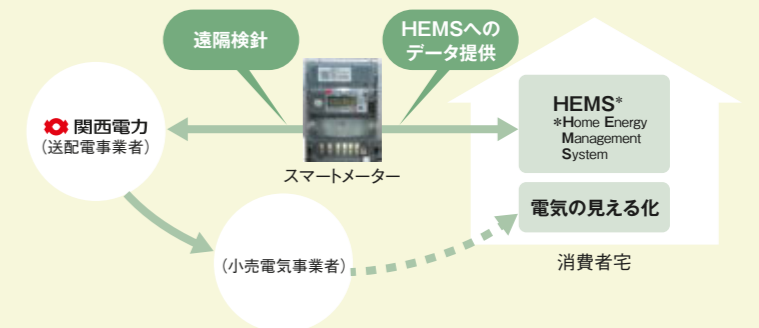 遠隔検針
HEMSへの
データ提供
関西電力
(送配電事業者)
スマートメーター
HEMS*
*Home Energy
Management
System
電気の見える化
(小売電気事業者)
消費者宅